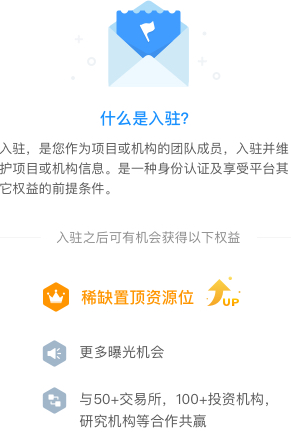 什么是入驻?
入驻，是您作为项目或机构的团队成员，入驻并维
护项目或机构信息。是一种身份认证及享受平台其
它权益的前提条件。
入驻之后可有机会获得以下权益
稀缺置顶资源位
UP
更多曝光机会
与50+交易所，100+投资机构，
研究机构等合作共赢